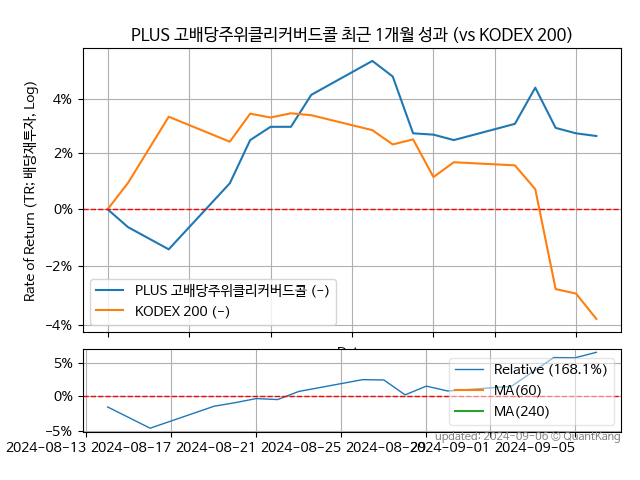 PLUS 고배당주위클리커버드콜 최근 1개월 성과 (vs KODEX 200)
Rate of Return (TR: 배당재투자, Log)
4%
2%
0%
−2%
−4%
PLUS 고배당주위클리커버드콜 (-)
KODEX 200 (-)
5%
0%
−5%
Relative (168.1%)
MA(60)
MA(240)
2024-08-13
2024-08-17
2024-08-21
2024-08-25
2024-08-29
2024-09-01
2024-09-05
updated: 2024-09-06 © QuantKang